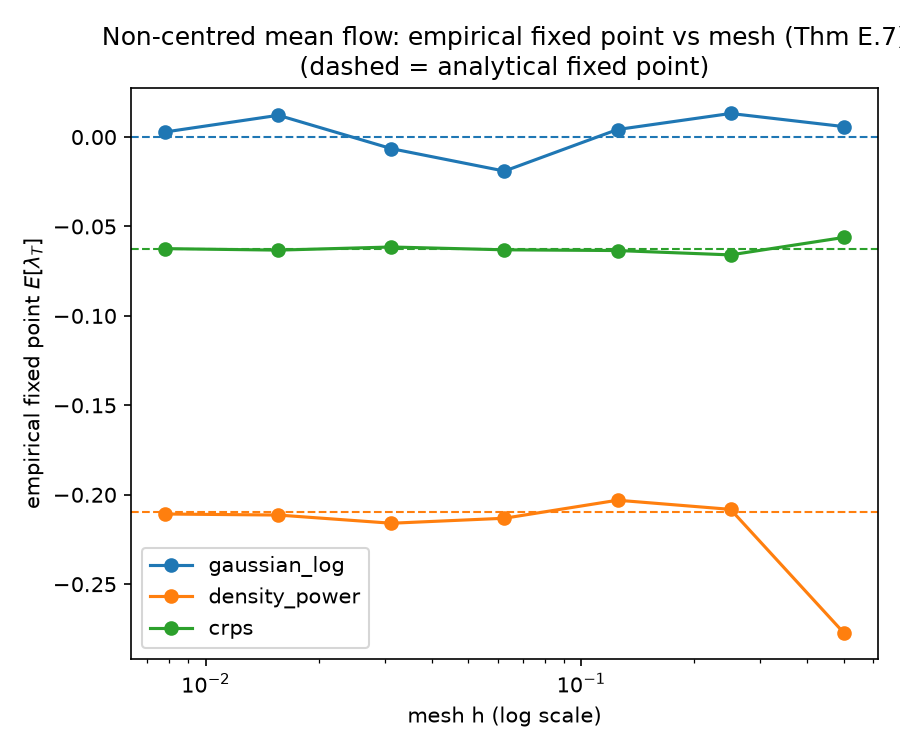 Non-centred mean flow: empirical fixed point vs mesh (Thm E.7)
(dashed = analytical fixed point)
empirical fixed point E[λ_T]
0.00
−0.05
−0.10
−0.15
−0.20
−0.25
gaussian_log
density_power
crps
10⁻²
10⁻¹
mesh h (log scale)